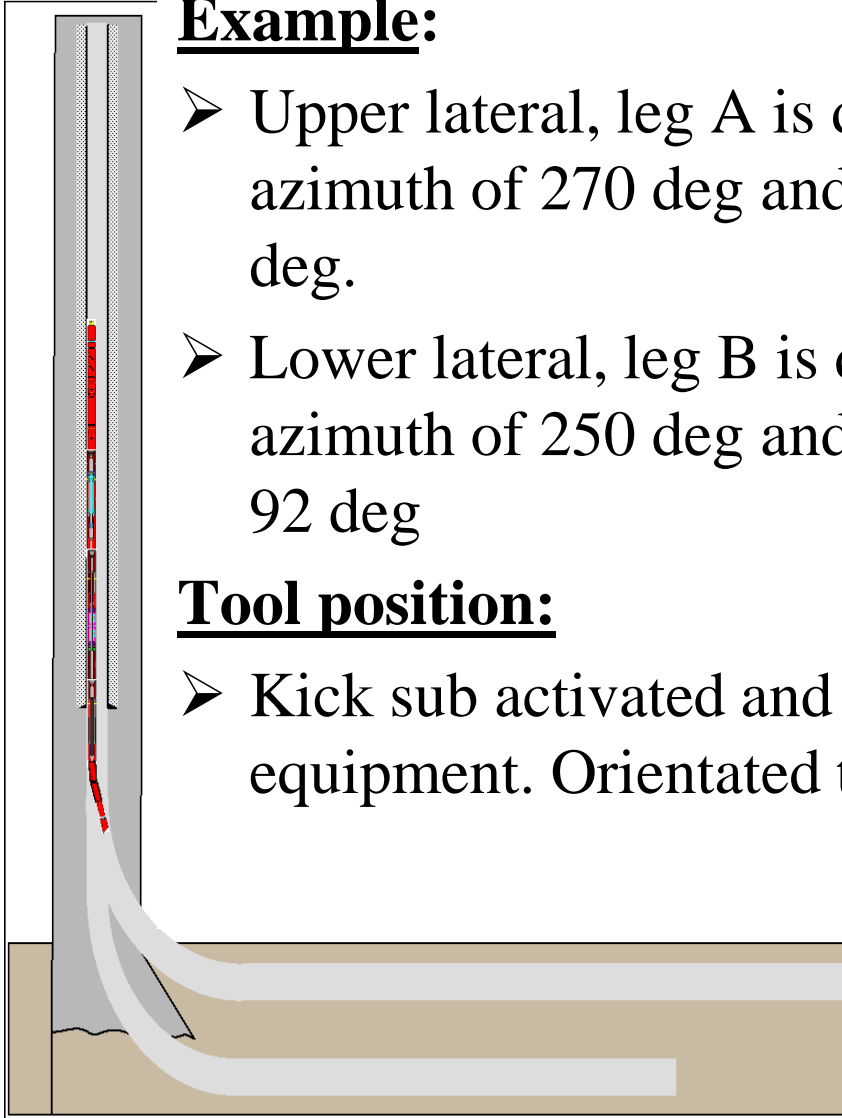 Example:
➢ Upper lateral, leg A is
azimuth of 270 deg and
deg.
➢ Lower lateral, leg B is
azimuth of 250 deg and
92 deg
Tool position:
➢ Kick sub activated and
equipment. Orientated